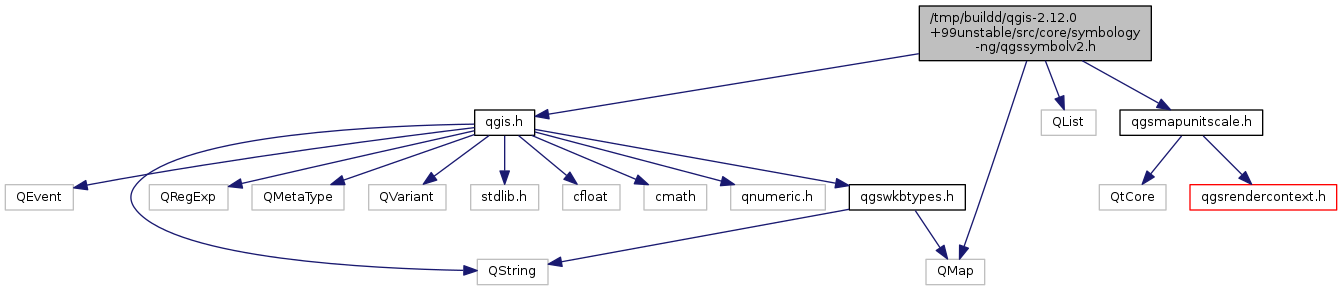 /tmp/buildd/qgis-2.12.0
+99unstable/src/core/symbology
-ng/qgssymbolv2.h
qgis.h
QList
qgsmapunitscale.h
QEvent
QRegExp
QMetaType
QVariant
stdlib.h
cfloat
cmath
qnumeric.h
qgswkbtypes.h
QtCore
qgsrendercontext.h
QString
QMap